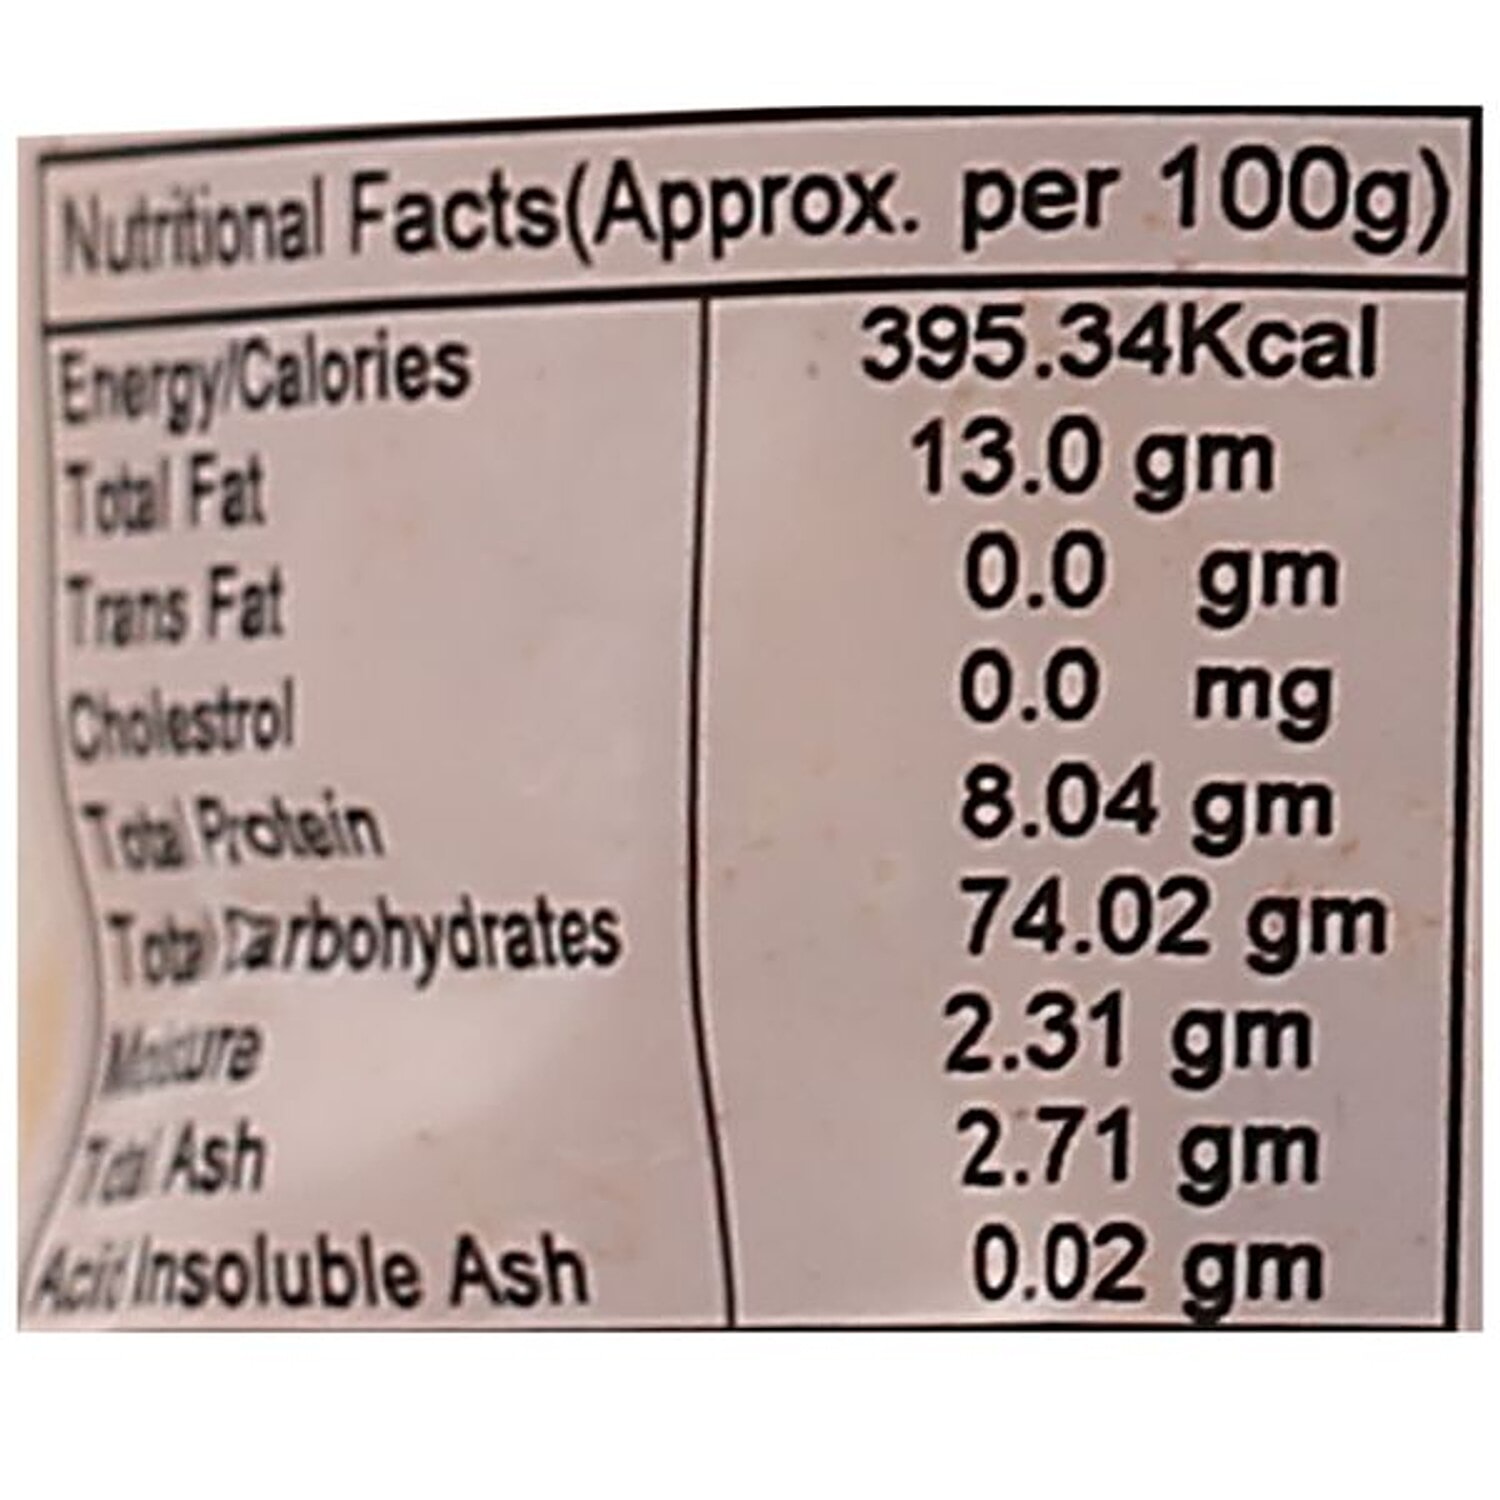 Nutritional Facts(Approx. per 100g)
Energy/Calories 395.34Kcal
Total Fat 13.0 gm
Trans Fat 0.0 gm
Cholestrol 0.0 mg
Total Protein 8.04 gm
Total Carbohydrates 74.02 gm
Moisture 2.31 gm
Total Ash 2.71 gm
Acid Insoluble Ash 0.02 gm